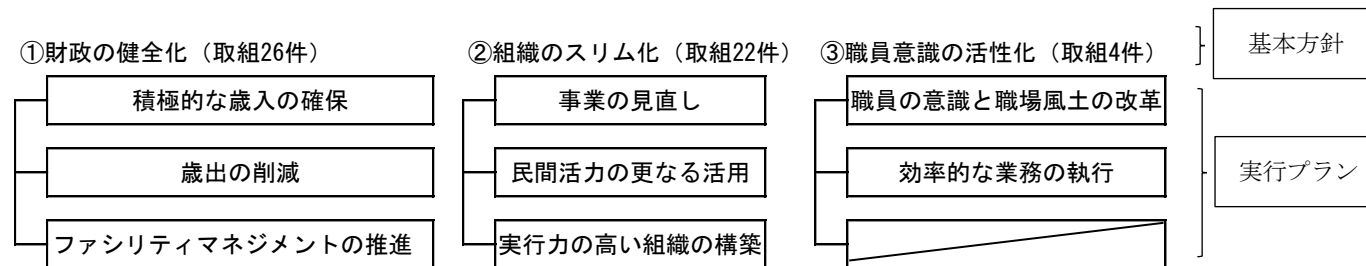 ①財政の健全化（取組26件）
②組織のスリム化（取組22件）
③職員意識の活性化（取組4件）
基本方針
積極的な歳入の確保
事業の見直し
職員の意識と職場風土の改革
歳出の削減
民間活力の更なる活用
効率的な業務の執行
実行プラン
ファシリティマネジメントの推進
実行力の高い組織の構築